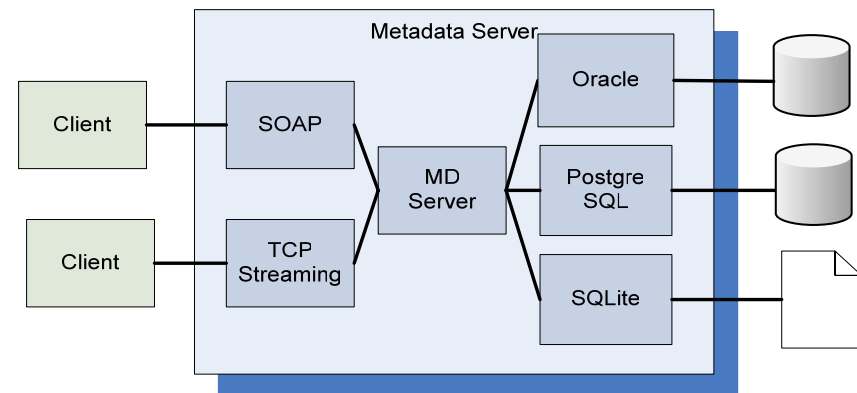 Metadata Server
Client
SOAP
Oracle
MD
Server
Postgre
SQL
Client
TCP
Streaming
SQLite